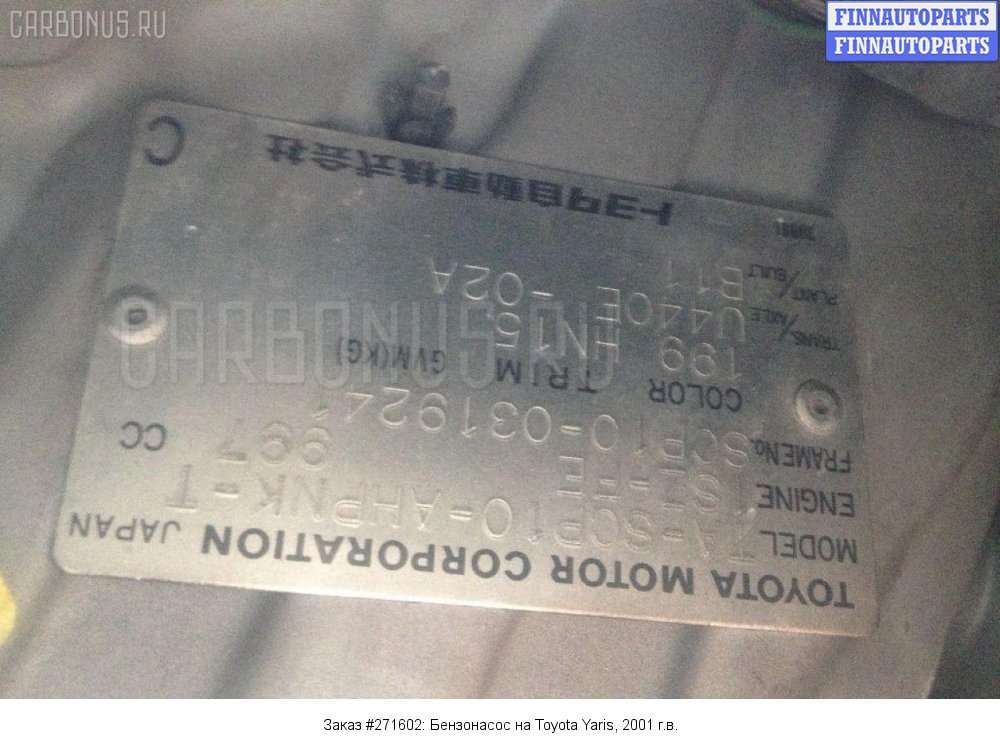 CARBONUS.RU
FINNAUTOPARTS
FINNAUTOPARTS
TOYOTA MOTOR CORPORATION JAPAN
MODEL TA-SCP10-AHPNK-T
ENGINE 1SZ-FE 997 CC
FRAME No. SCP10-0319241
COLOR TRIM GVM(KG)
199 FN15
TRANS/AXLE U440E -02A
PLANT/BUILT B11
トヨタ自動車株式会社
C
CARBONUS.RU
Заказ #271602: Бензонасос на Toyota Yaris, 2001 г.в.